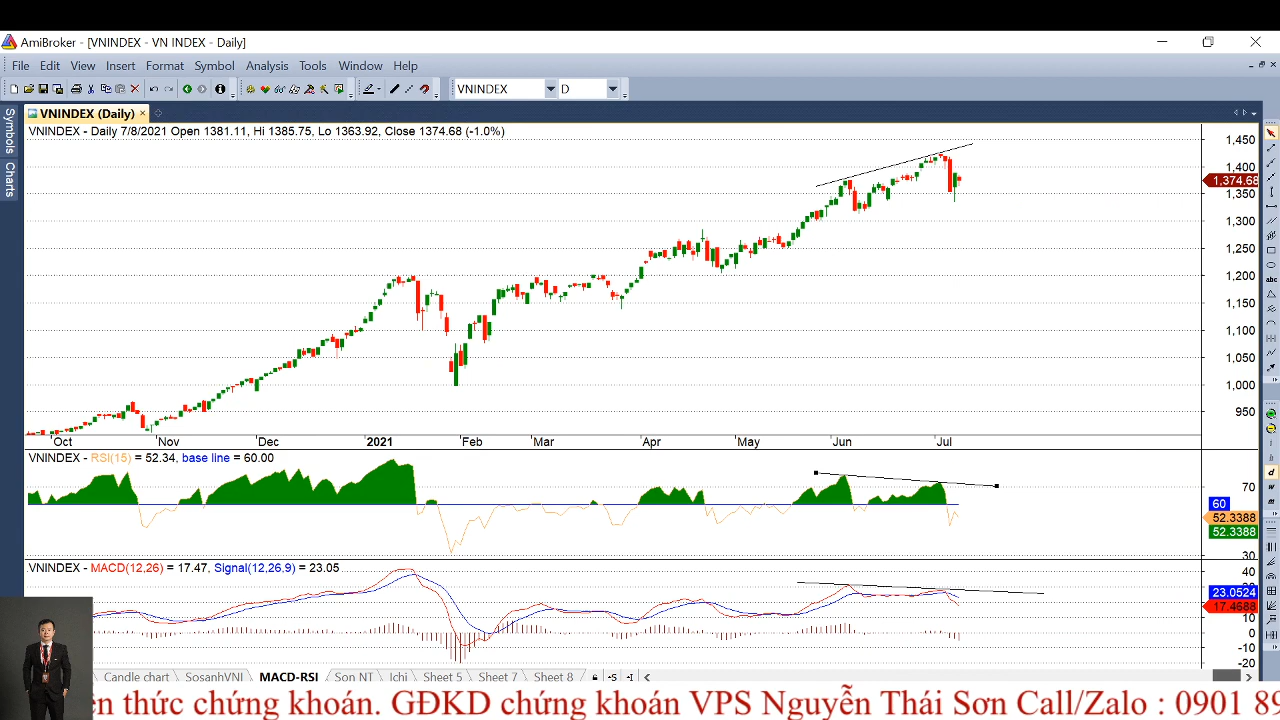 AmiBroker - [VNINDEX - VN INDEX - Daily]
File Edit View Insert Format Symbol Analysis Tools Window Help
VNINDEX D
Symbols
Charts
VNINDEX (Daily)
VNINDEX - Daily 7/8/2021 Open 1381.11, Hi 1385.75, Lo 1363.92, Close 1374.68 (-1.0%)
1,450
1,400
1,374.68
1,350
1,300
1,250
1,200
1,150
1,100
1,050
1,000
950
Oct Nov Dec 2021 Feb Mar Apr May Jun Jul
VNINDEX - RSI(15) = 52.34, base line = 60.00
70
60
52.3388
52.3388
30
VNINDEX - MACD(12,26) = 17.47, Signal(12,26,9) = 23.05
40
23.0524
17.4688
10
0
-10
-20
Candle chart SosanhVNI MACD-RSI Son NT Ichi Sheet 5 Sheet 7 Sheet 8
ến thức chứng khoán. GĐKD chứng khoán VPS Nguyễn Thái Sơn Call/Zalo : 0901 89